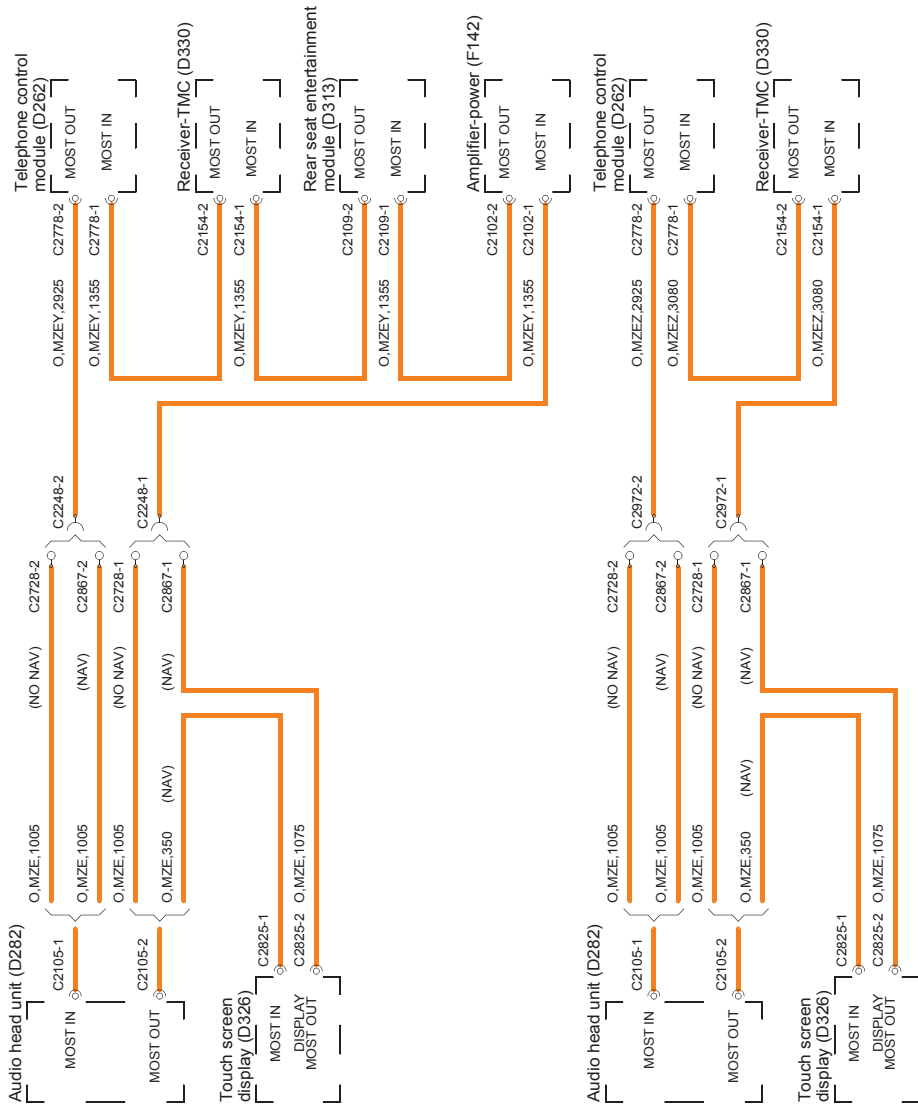 Audio head unit (D282)
MOST IN
MOST OUT
C2105-1
C2105-2
Touch screen
display (D326)
MOST IN
DISPLAY
MOST OUT
C2825-1
C2825-2
O,MZE,1005
O,MZE,1005
O,MZE,1005
O,MZE,350
O,MZE,1075
(NO NAV)
(NAV)
(NO NAV)
(NAV)
(NAV)
C2728-2
C2867-2
C2728-1
C2867-1
C2248-2
C2248-1
O,MZEY,2925
O,MZEY,1355
O,MZEY,1355
O,MZEY,1355
O,MZEY,1355
C2778-2
C2778-1
C2154-2
C2154-1
C2109-2
C2109-1
C2102-2
C2102-1
Telephone control
module (D262)
MOST OUT
MOST IN
Receiver-TMC (D330)
MOST OUT
MOST IN
Rear seat entertainment
module (D313)
MOST OUT
MOST IN
Amplifier-power (F142)
MOST OUT
MOST IN
Audio head unit (D282)
MOST IN
MOST OUT
C2105-1
C2105-2
Touch screen
display (D326)
MOST IN
DISPLAY
MOST OUT
C2825-1
C2825-2
O,MZE,1005
O,MZE,1005
O,MZE,1005
O,MZE,350
O,MZE,1075
(NO NAV)
(NAV)
(NO NAV)
(NAV)
(NAV)
C2728-2
C2867-2
C2728-1
C2867-1
C2972-2
C2972-1
O,MZEZ,2925
O,MZEZ,3080
O,MZEZ,3080
C2778-2
C2778-1
C2154-2
C2154-1
Telephone control
module (D262)
MOST OUT
MOST IN
Receiver-TMC (D330)
MOST OUT
MOST IN